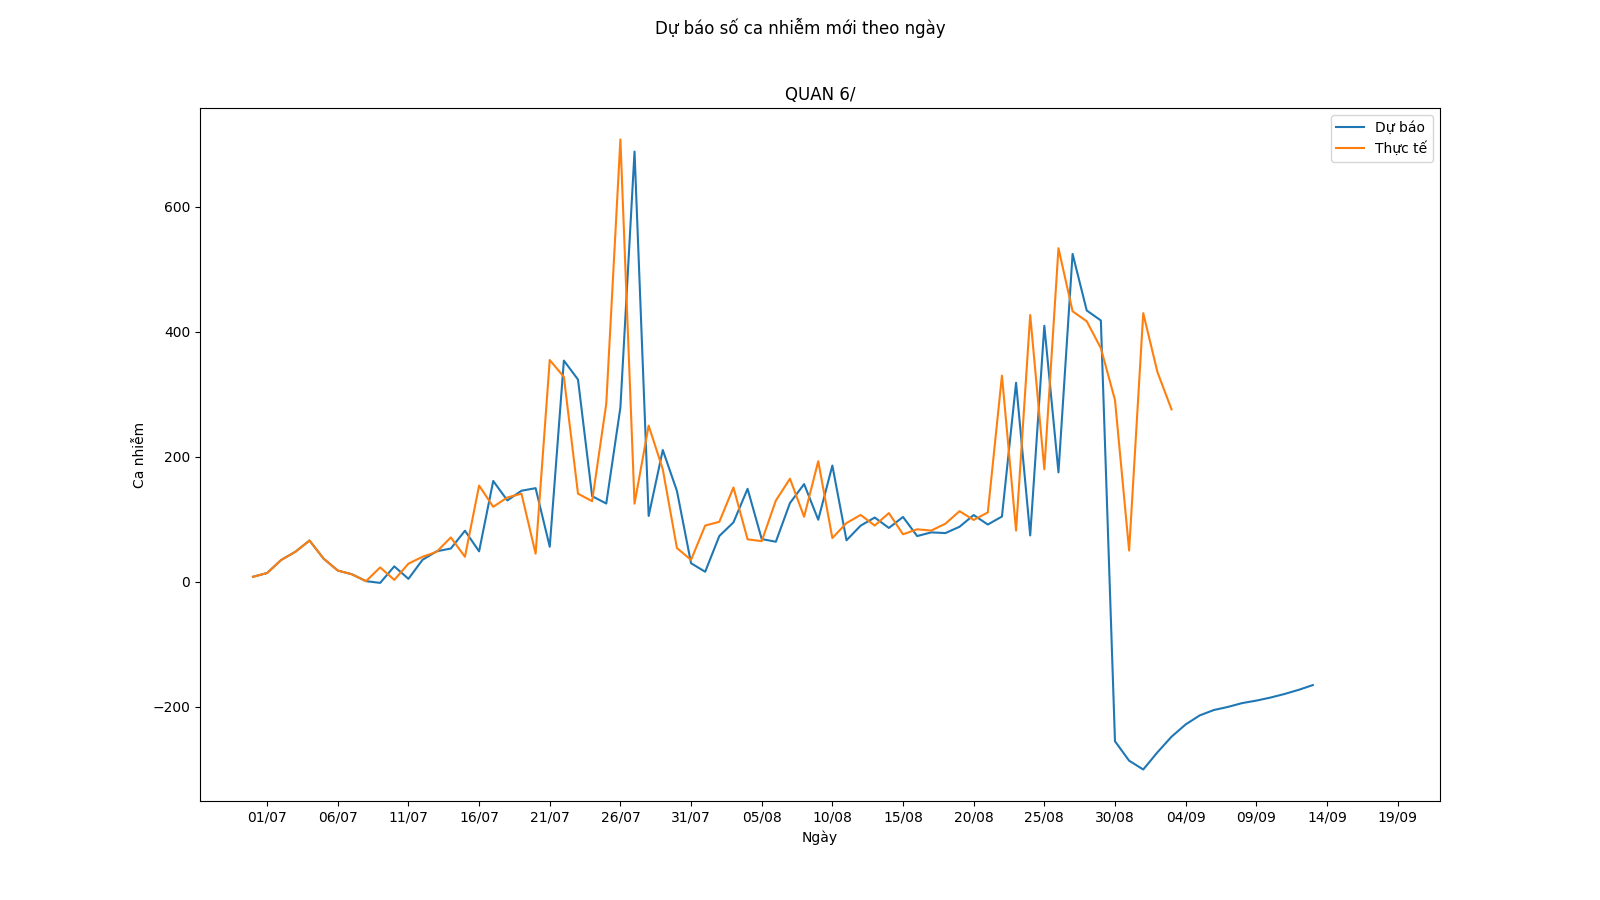 Dự báo số ca nhiễm mới theo ngày
QUAN 6/
Dự báo
Thực tế
600
400
200
0
−200
Ca nhiễm
01/07 06/07 11/07 16/07 21/07 26/07 31/07 05/08 10/08 15/08 20/08 25/08 30/08 04/09 09/09 14/09 19/09
Ngày